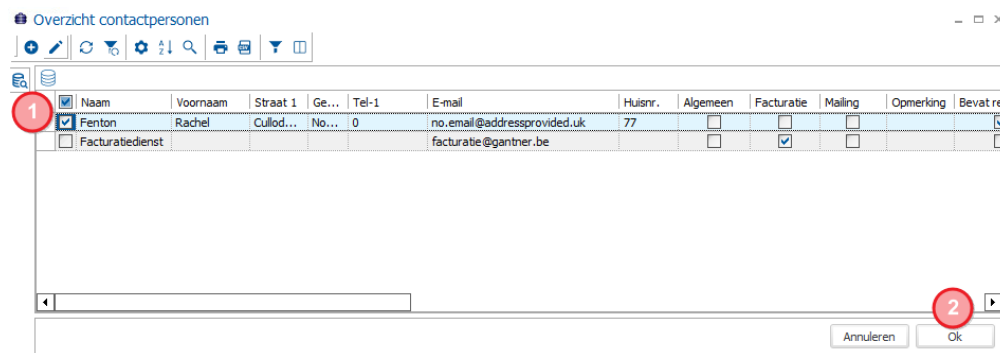 Overzicht contactpersonen
Naam Voornaam Straat 1 Ge... Tel-1 E-mail Huisnr. Algemeen Facturatie Mailing Opmerking Bevat re
1
Fenton Rachel Cullod... No... 0 no.email@addressprovided.uk 77
Facturatiedienst facturatie@gantner.be
2
Annuleren Ok